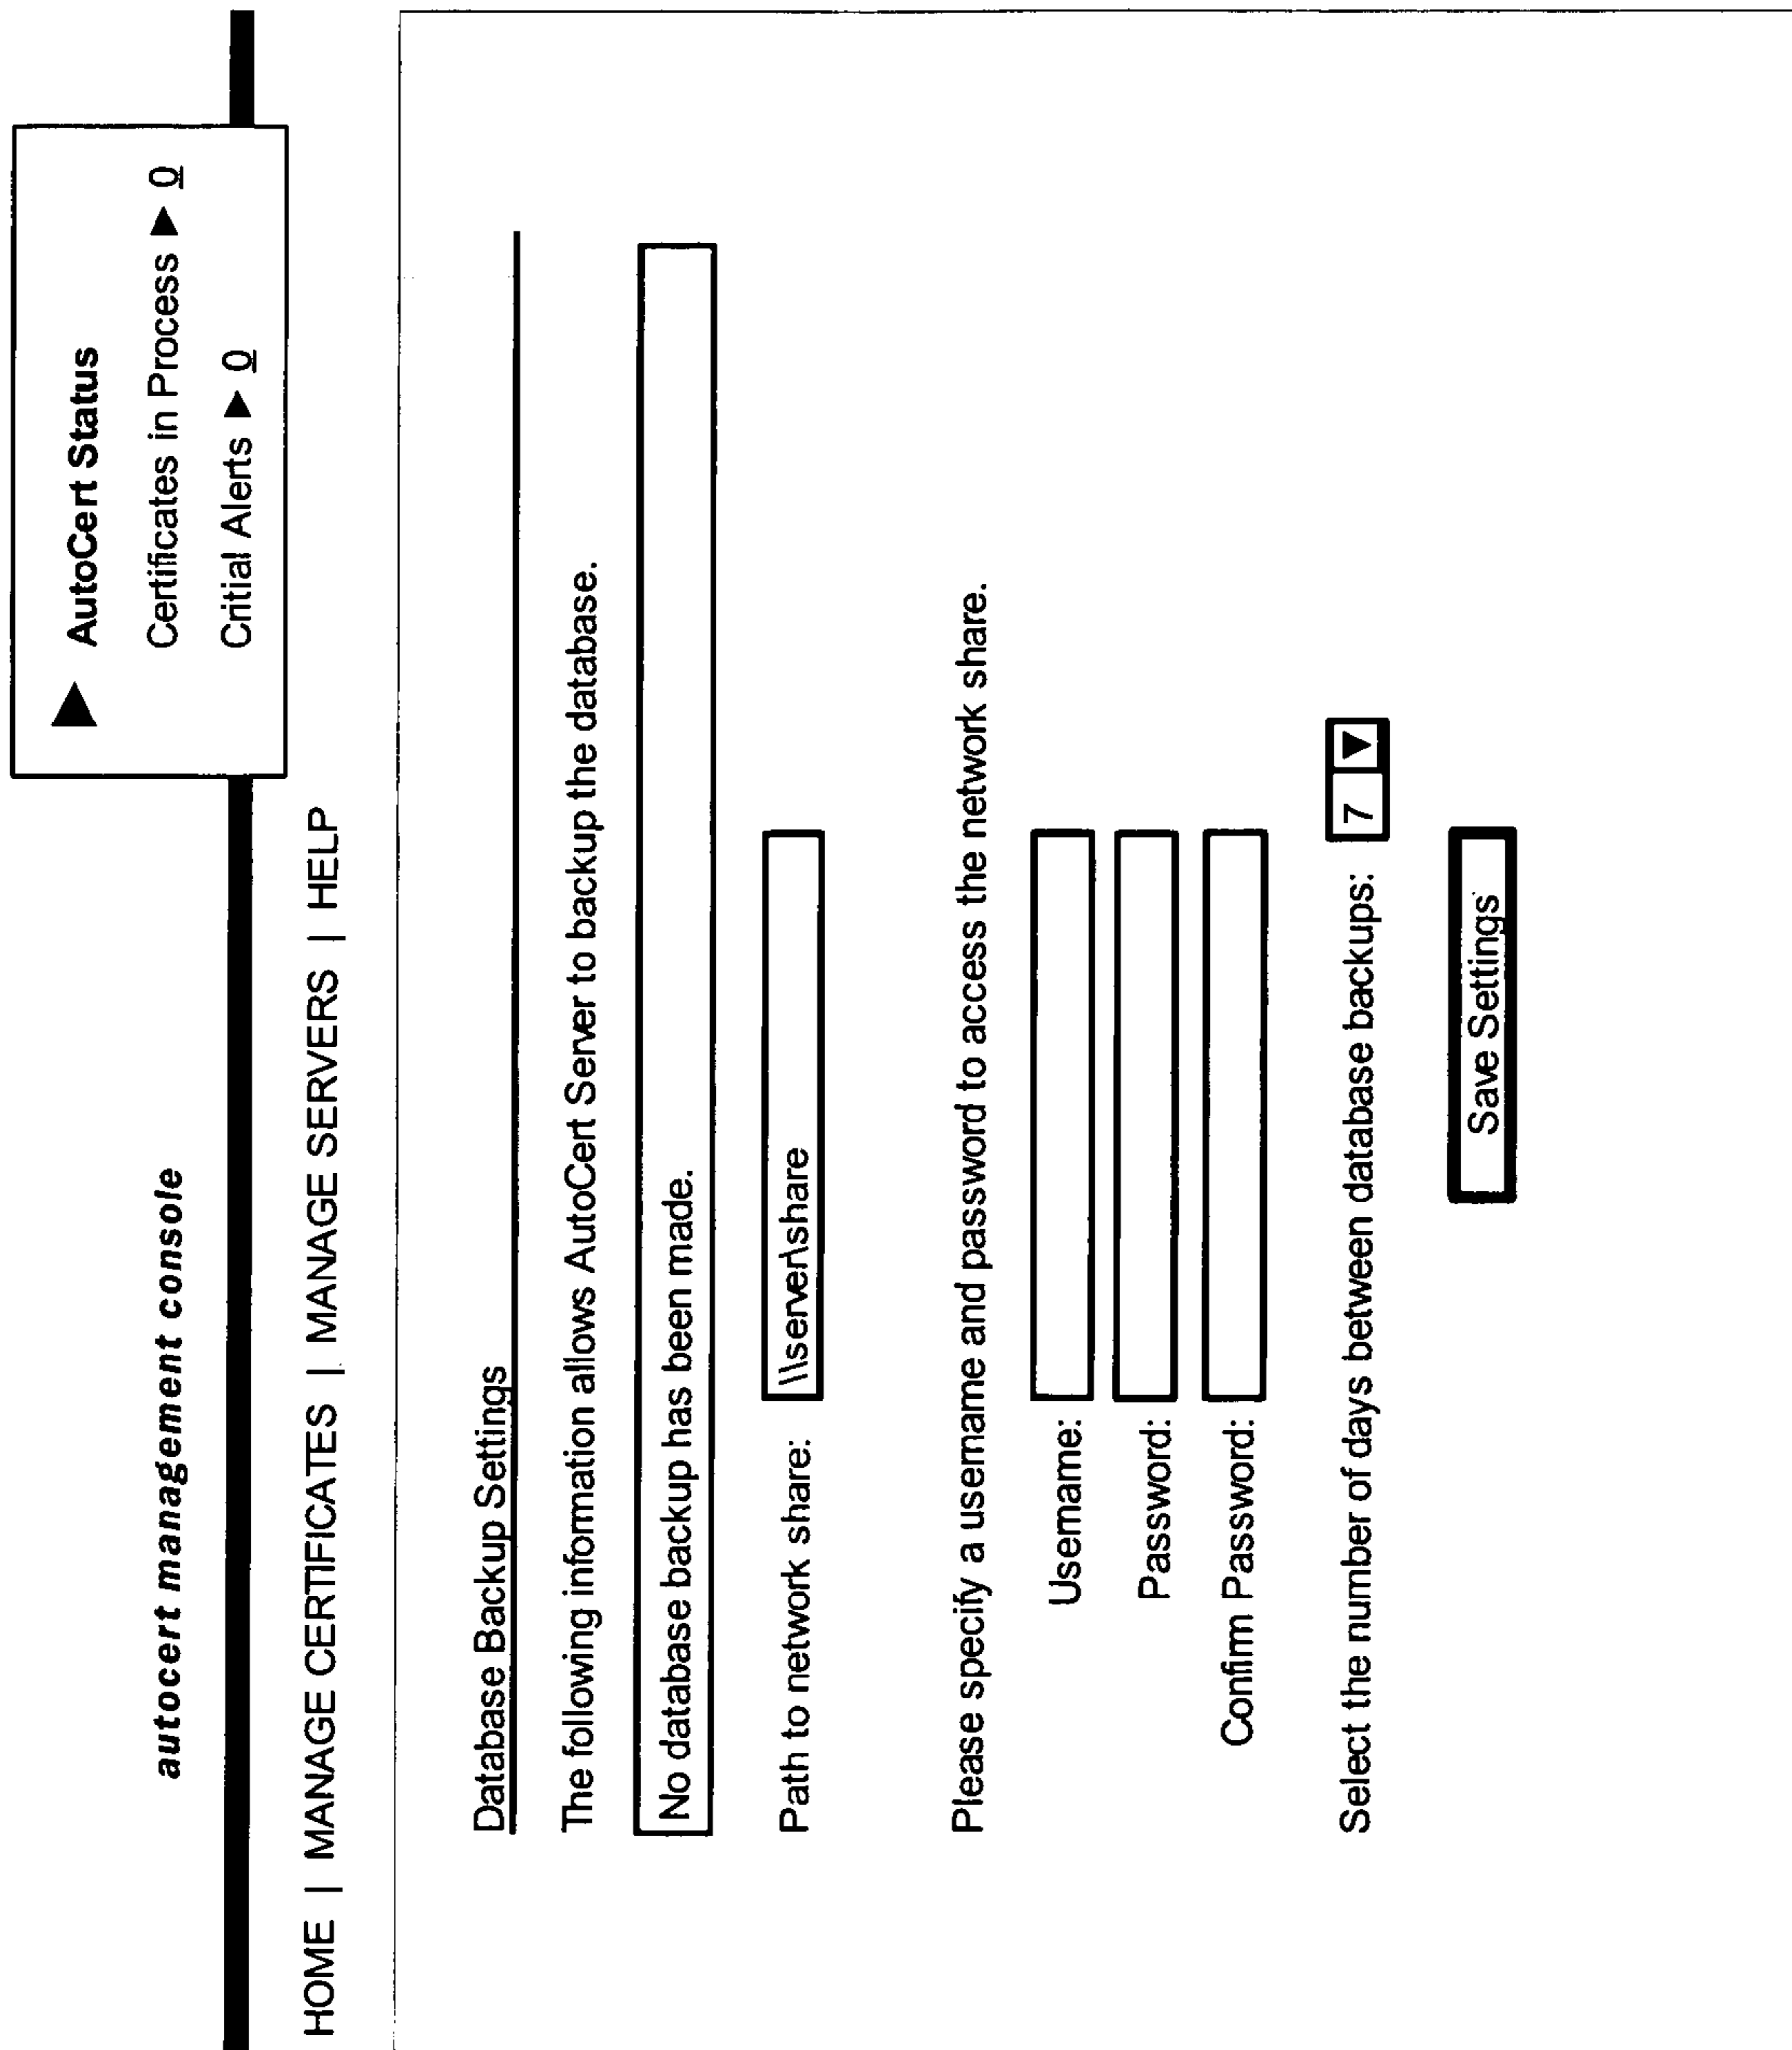 autocert management console
▶ AutoCert Status
Certificates in Process ▶ 0
Critial Alerts ▶ 0
HOME | MANAGE CERTIFICATES | MANAGE SERVERS | HELP
Database Backup Settings
The following information allows AutoCert Server to backup the database.
No database backup has been made.
Path to network share: \\server\share
Please specify a username and password to access the network share.
Username:
Password:
Confirm Password:
Select the number of days between database backups: 7 ▼
Save Settings